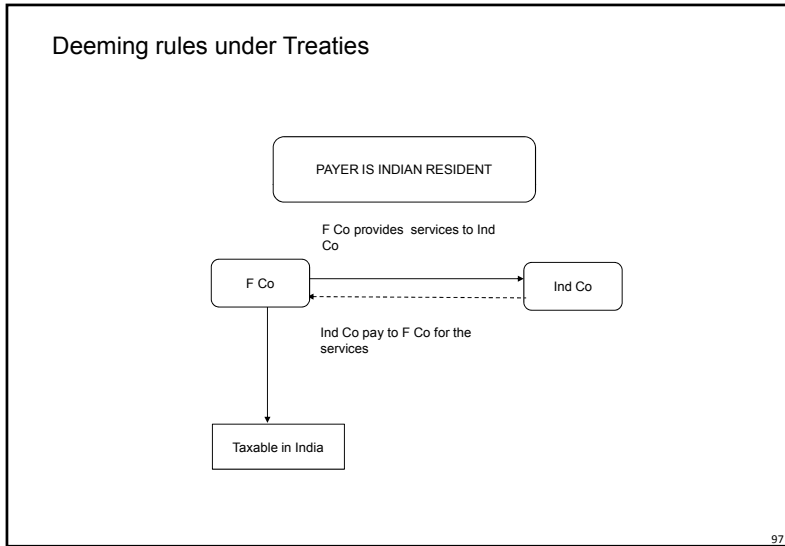 Deeming rules under Treaties
PAYER IS INDIAN RESIDENT
F Co provides  services to Ind
Co
F Co
Ind Co
Ind Co pay to F Co for the
services
Taxable in India
97